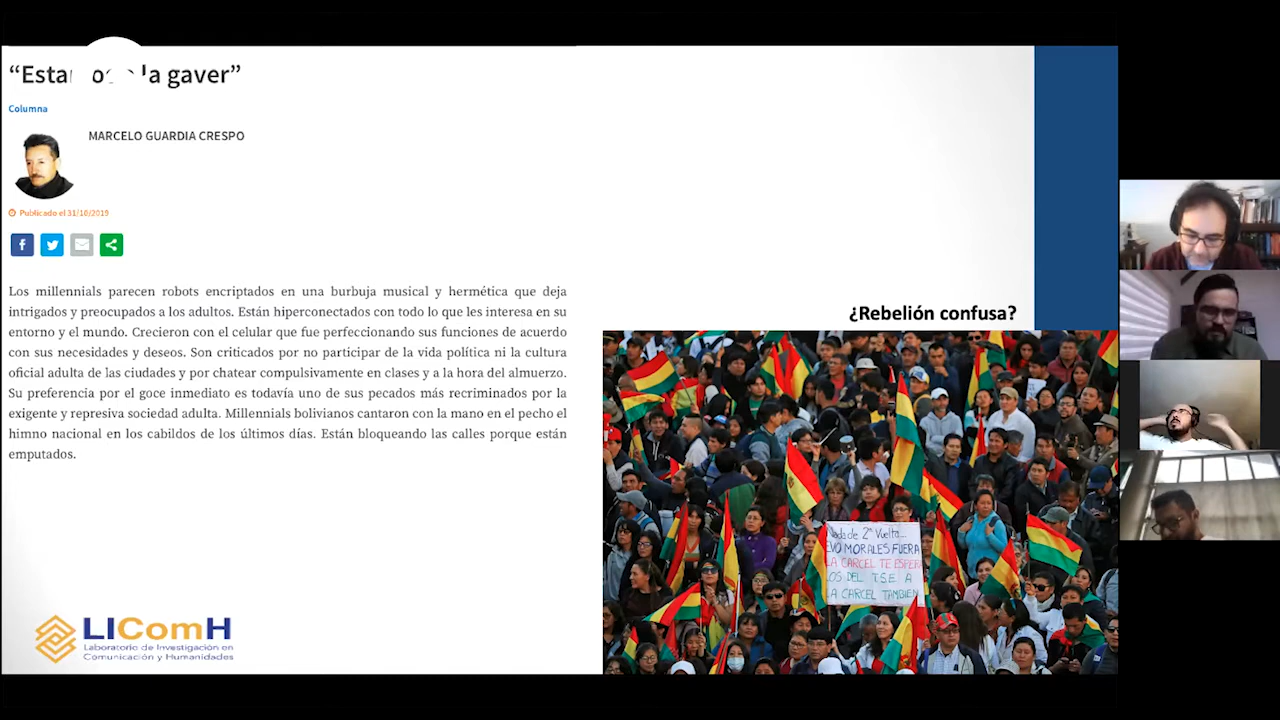 la gaver”
Columna
MARCELO GUARDIA CRESPO
Publicado el 31/10/2019
Los millennials parecen robots encriptados en una burbuja musical y hermética que deja
intrigados y preocupados a los adultos. Están hiperconectados con todo lo que les interesa en su
entorno y el mundo. Crecieron con el celular que fue perfeccionando sus funciones de acuerdo
con sus necesidades y deseos. Son criticados por no participar de la vida política ni la cultura
oficial adulta de las ciudades y por chatear compulsivamente en clases y a la hora del almuerzo.
Su preferencia por el goce inmediato es todavía uno de sus pecados más recriminados por la
exigente y represiva sociedad adulta. Millennials bolivianos cantaron con la mano en el pecho el
himno nacional en los cabildos de los últimos días. Están bloqueando las calles porque están
emputados.
¿Rebelión confusa?
Nada de 2ª Vuelta...
EVO MORALES FUERA
LA CARCEL TE ESPERA
LOS DEL T.S.E A
LA CARCEL TAMBIEN
LIComH
Laboratorio de Investigación en
Comunicación y Humanidades